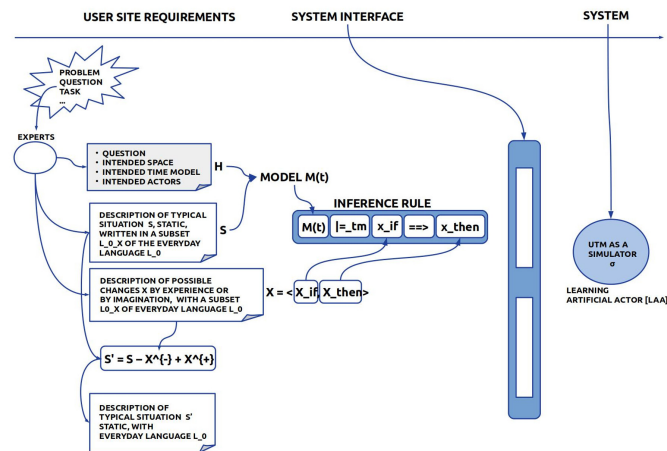 USER SITE REQUIREMENTS
SYSTEM INTERFACE
SYSTEM
PROBLEM
QUESTION
TASK
...
EXPERTS
• QUESTION
• INTENDED SPACE
• INTENDED TIME MODEL
• INTENDED ACTORS
H
MODEL M(t)
DESCRIPTION OF TYPICAL
SITUATION S, STATIC,
WRITTEN IN A SUBSET
L_0_X OF THE EVERYDAY
LANGUAGE L_0
S
INFERENCE RULE
M(t) |=_tm x_if ==> x_then
DESCRIPTION OF POSSIBLE
CHANGES X BY EXPERIENCE OR
BY IMAGINATION, WITH A SUBSET
L0_X OF EVERYDAY LANGUAGE L_0
X = <X_if, X_then>
UTM AS A
SIMULATOR
σ
LEARNING
ARTIFICIAL ACTOR [LAA]
S' = S – X^{-} + X^{+}
DESCRIPTION OF
TYPICAL SITUATION S'
STATIC, WITH
EVERYDAY LANGUAGE L_0